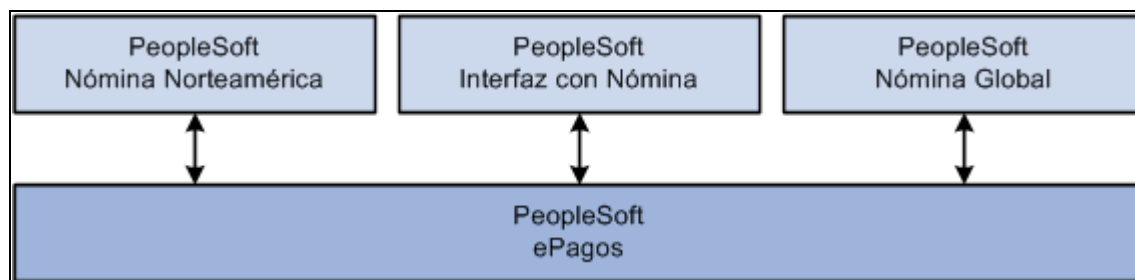 PeopleSoft
Nómina Norteamérica
PeopleSoft
Interfaz con Nómina
PeopleSoft
Nómina Global
PeopleSoft
ePagos